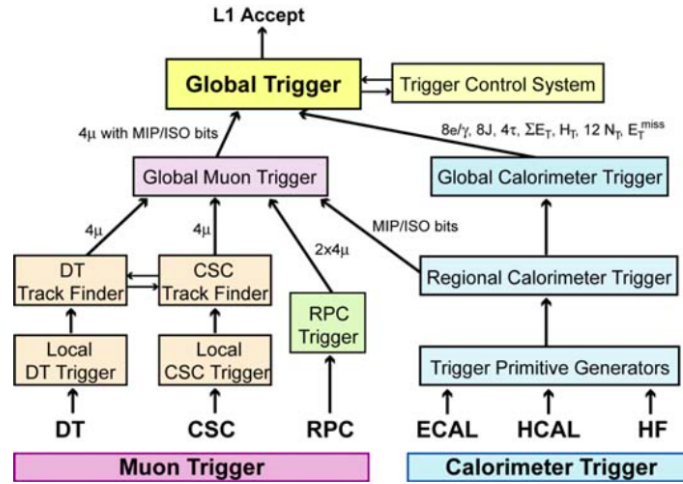 L1 Accept
Global Trigger
Trigger Control System
4μ with MIP/ISO bits
8e/γ, 8J, 4τ, ΣE_T, H_T, 12 N_T, E_T^miss
Global Muon Trigger
Global Calorimeter Trigger
4μ
4μ
2x4μ
MIP/ISO bits
DT
Track Finder
CSC
Track Finder
Regional Calorimeter Trigger
RPC
Trigger
Local
DT Trigger
Local
CSC Trigger
Trigger Primitive Generators
DT
CSC
RPC
ECAL
HCAL
HF
Muon Trigger
Calorimeter Trigger